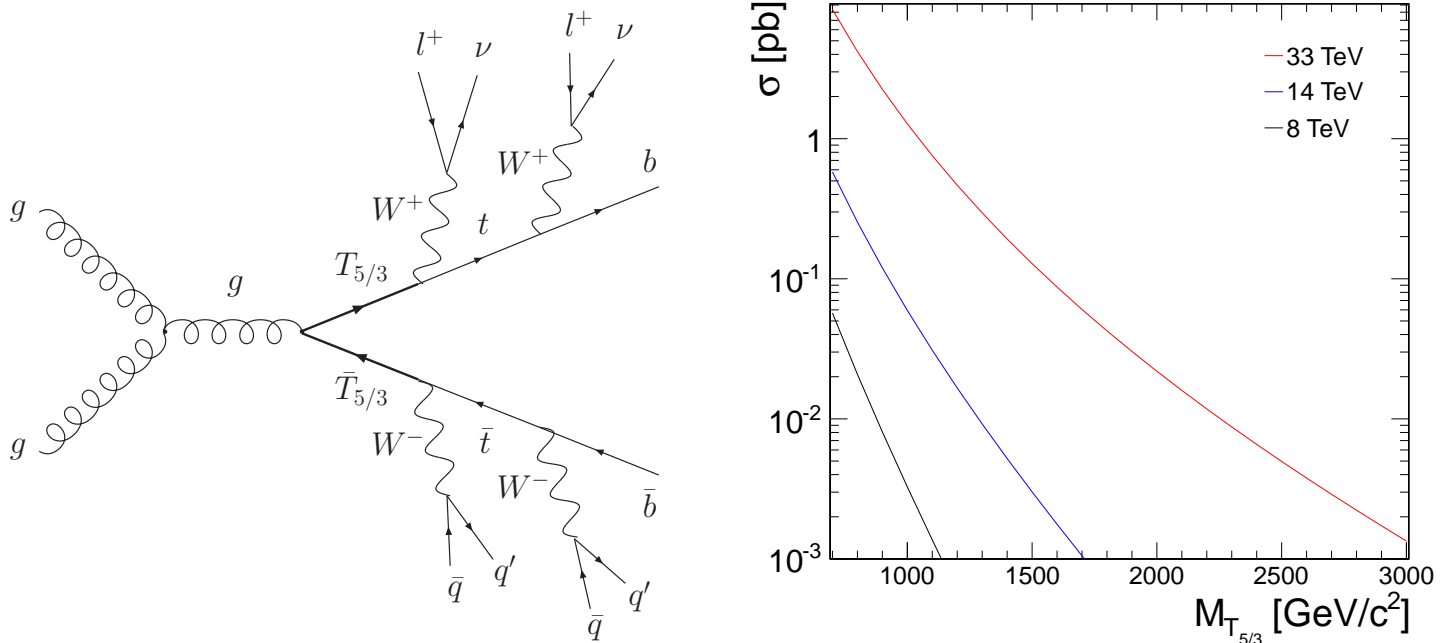 l⁺ ν l⁺ ν
W⁺ W⁺ b
g t
g T₅/₃
T̄₅/₃
g W⁻ t̄ W⁻ b̄
q̄ q′ q̄ q′
σ [pb]
33 TeV
14 TeV
8 TeV
1
10⁻¹
10⁻²
10⁻³
1000 1500 2000 2500 3000
M_T₅/₃ [GeV/c²]